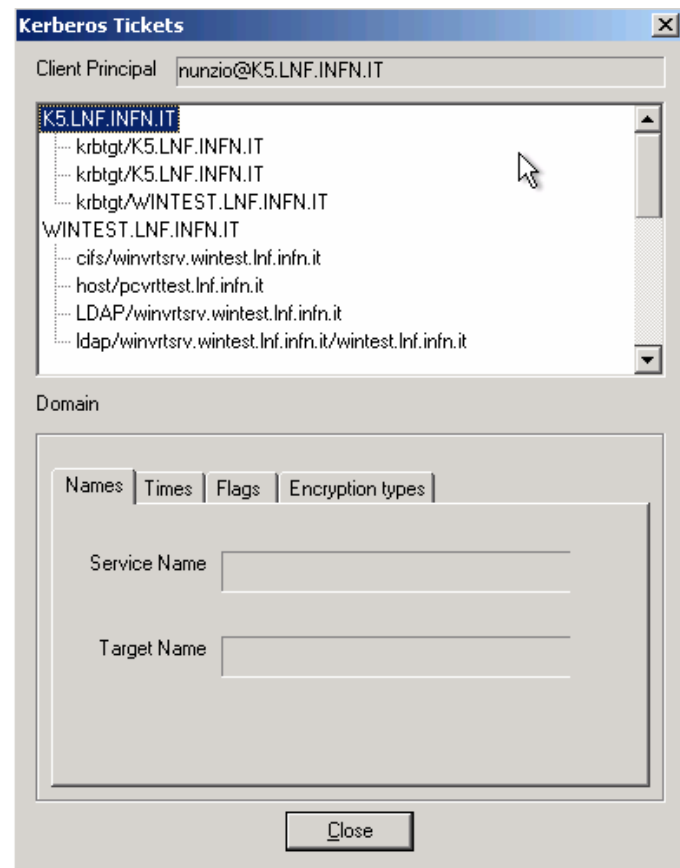 Kerberos Tickets
Client Principal nunzio@K5.LNF.INFN.IT
K5.LNF.INFN.IT
krbtgt/K5.LNF.INFN.IT
krbtgt/K5.LNF.INFN.IT
krbtgt/WINTEST.LNF.INFN.IT
WINTEST.LNF.INFN.IT
cifs/winvrtsrv.wintest.lnf.infn.it
host/pcvrttest.lnf.infn.it
LDAP/winvrtsrv.wintest.lnf.infn.it
ldap/winvrtsrv.wintest.lnf.infn.it/wintest.lnf.infn.it
Domain
Names Times Flags Encryption types
Service Name
Target Name
Close